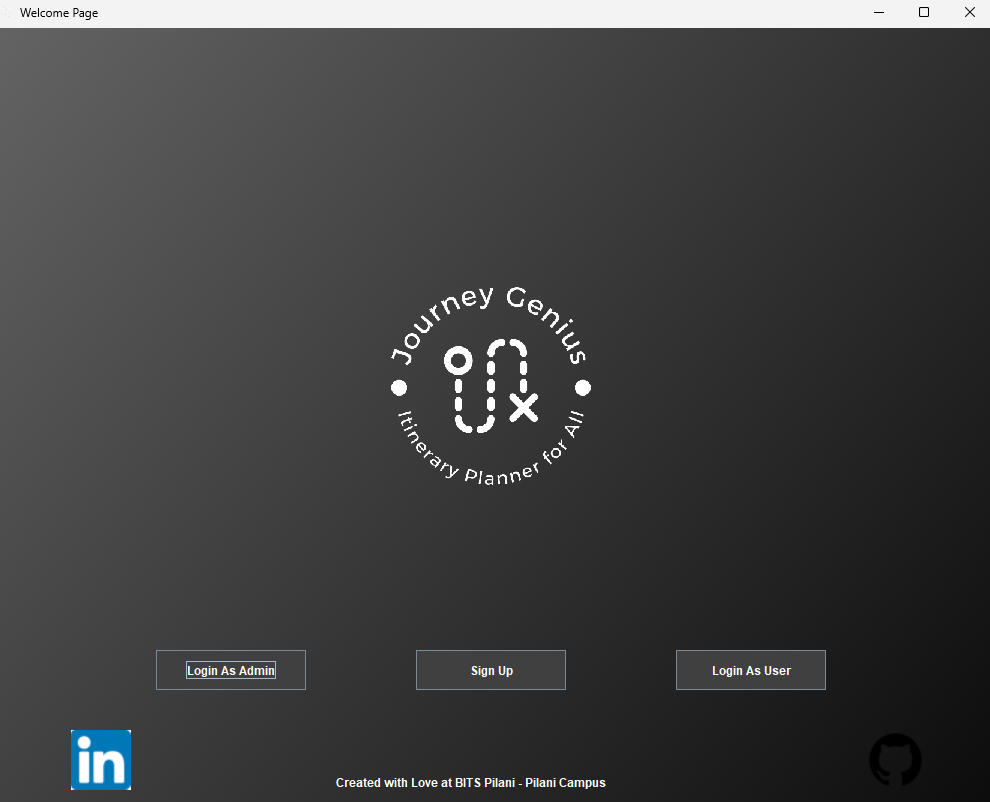 Welcome Page
Journey Genius
Itinerary Planner for All
Login As Admin
Sign Up
Login As User
in
Created with Love at BITS Pilani - Pilani Campus